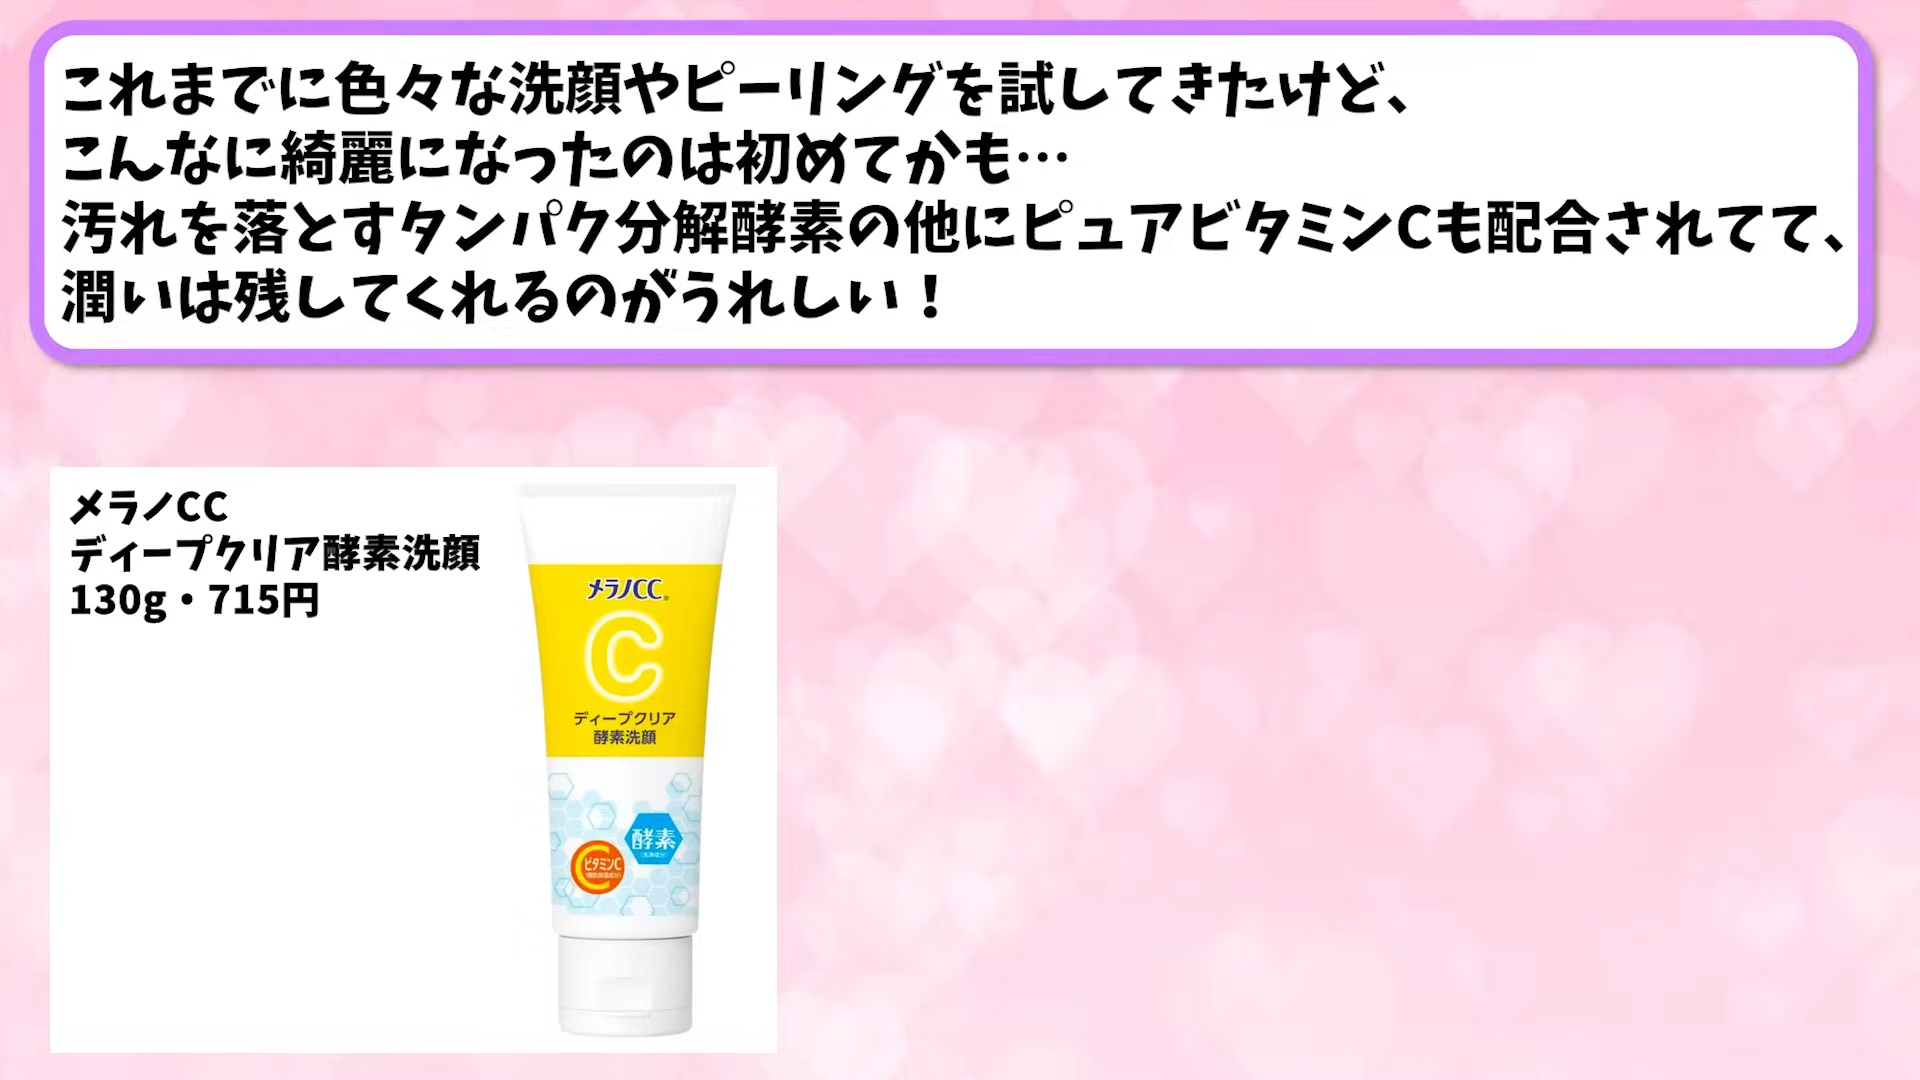 これまでに色々な洗顔やピーリングを試してきたけど、
こんなに綺麗になったのは初めてかも…
汚れを落とすタンパク分解酵素の他にピュアビタミンCも配合されてて、
潤いは残してくれるのがうれしい！
メラノCC
ディープクリア酵素洗顔
130g・715円
メラノCC®
C
ディープクリア
酵素洗顔
酵素
(洗浄成分)
ビタミンC